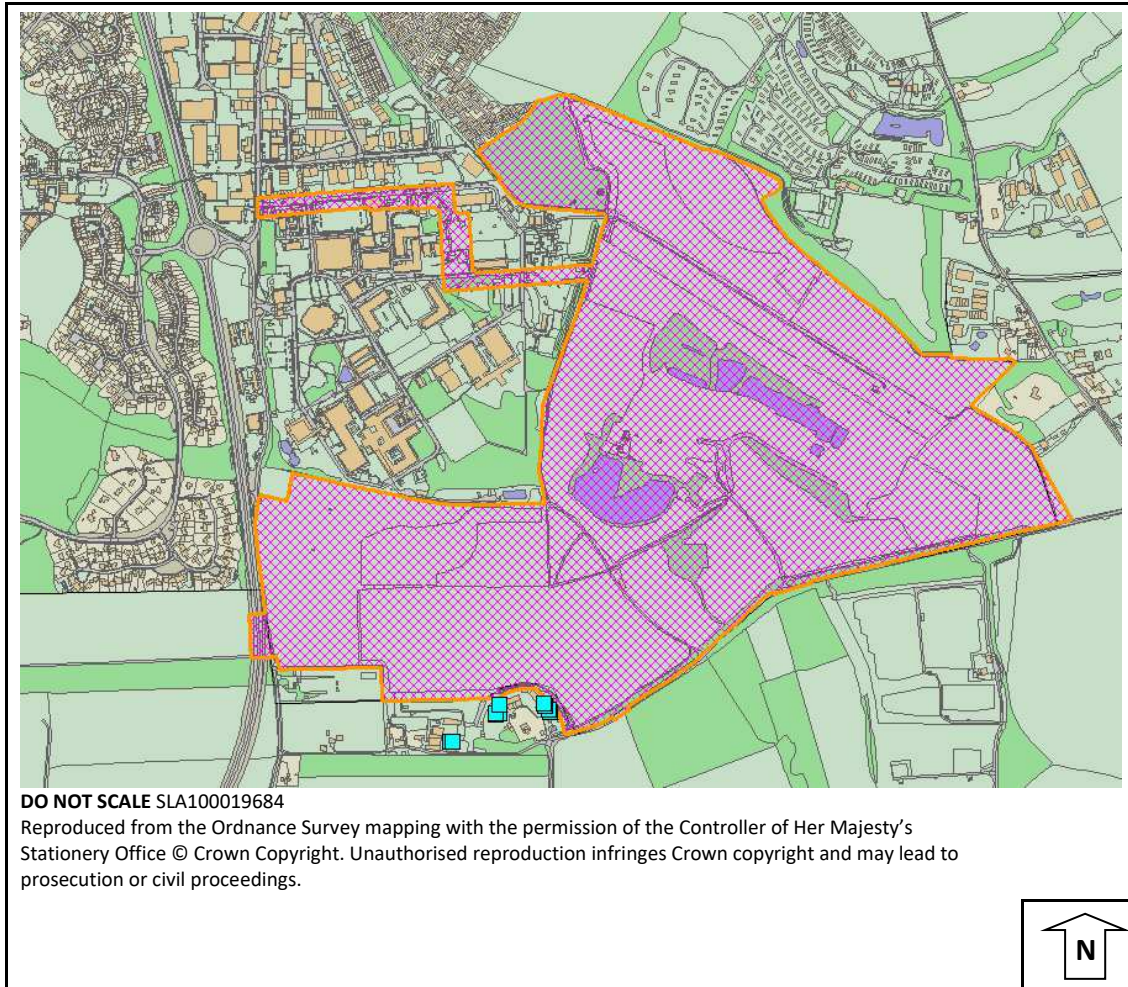 DO NOT SCALE SLA100019684
Reproduced from the Ordnance Survey mapping with the permission of the Controller of Her Majesty's
Stationery Office © Crown Copyright. Unauthorised reproduction infringes Crown copyright and may lead to
prosecution or civil proceedings.
N